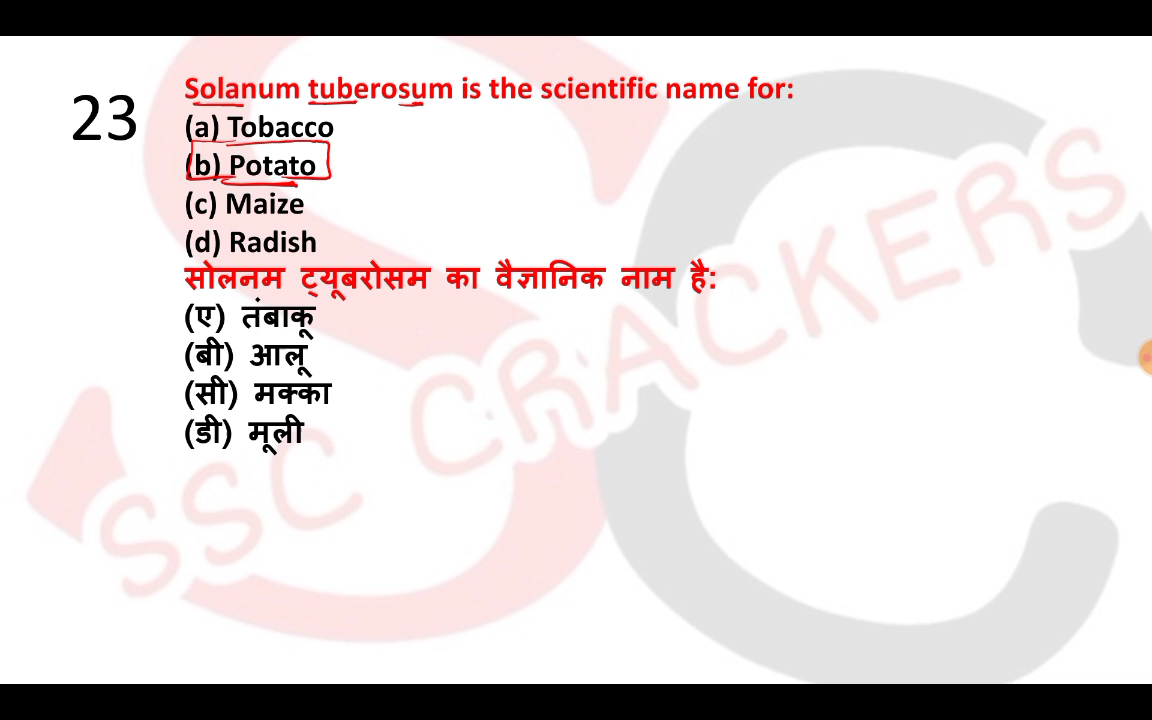 23
Solanum tuberosum is the scientific name for:
(a) Tobacco
(b) Potato
(c) Maize
(d) Radish
सोलनम ट्यूबरोसम का वैज्ञानिक नाम है:
(ए) तंबाकू
(बी) आलू
(सी) मक्का
(डी) मूली
SSC CRACKERS